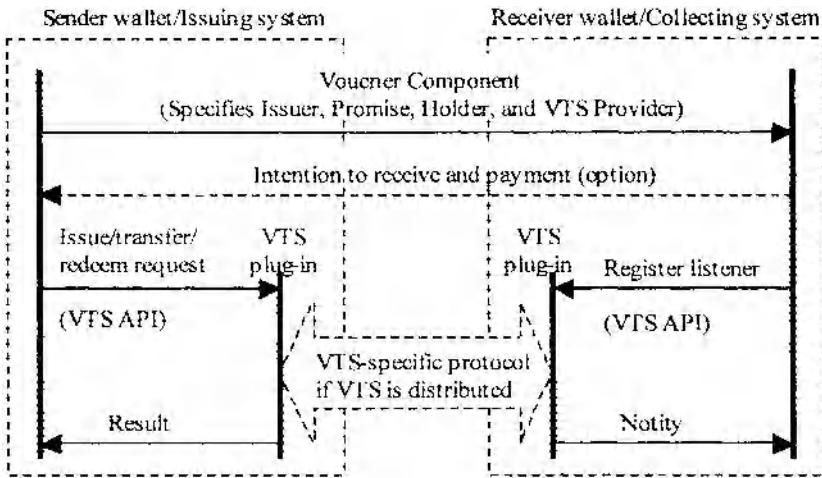 Sender wallet/Issuing system
Receiver wallet/Collecting system
Voucner Component
(Specifies Issuer, Promise, Holder, and VTS Provider)
Intention to receive and payment (option)
Issue/transfer/
redeem request
VTS
plug-in
VTS
plug-in
Register listener
(VTS API)
(VTS API)
VTS-specific protocol
if VTS is distributed
Result
Notity